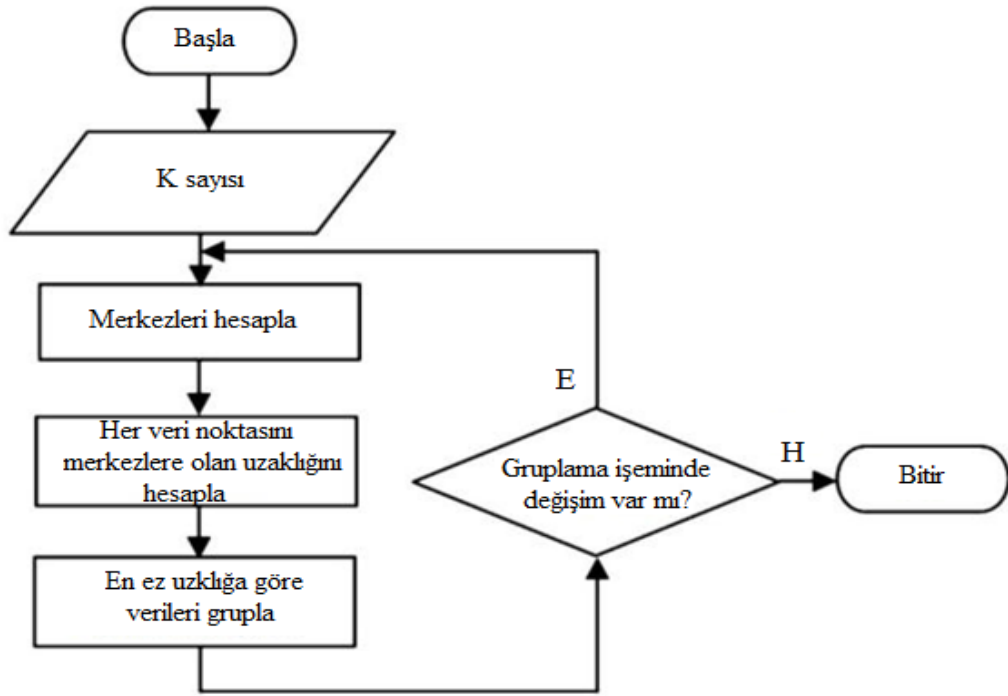 Başla
K sayısı
Merkezleri hesapla
Her veri noktasını
merkezlere olan uzaklığını
hesapla
En ez uzklığa göre
verileri grupla
E
Gruplama işeminde
değişim var mı?
H
Bitir